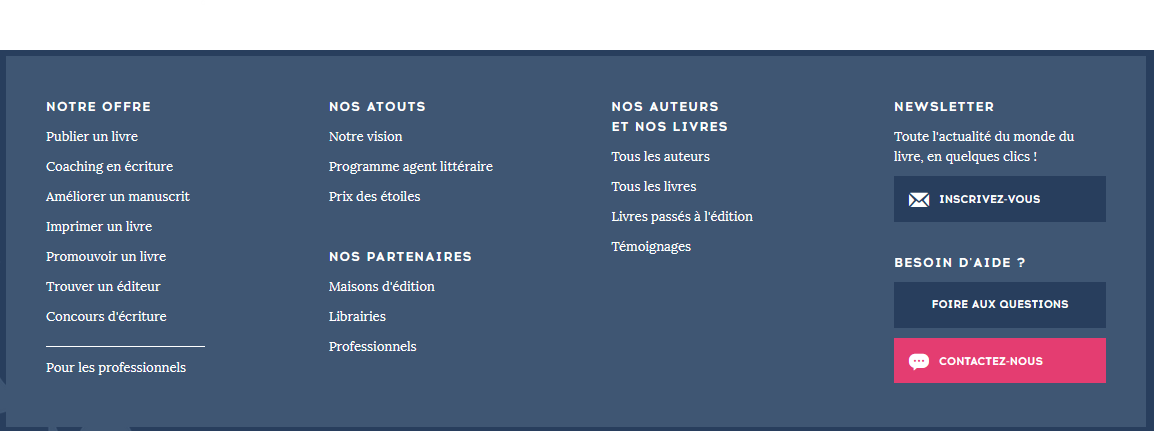 NOTRE OFFRE
Publier un livre
Coaching en écriture
Améliorer un manuscrit
Imprimer un livre
Promouvoir un livre
Trouver un éditeur
Concours d'écriture
Pour les professionnels
NOS ATOUTS
Notre vision
Programme agent littéraire
Prix des étoiles
NOS PARTENAIRES
Maisons d'édition
Librairies
Professionnels
NOS AUTEURS
ET NOS LIVRES
Tous les auteurs
Tous les livres
Livres passés à l'édition
Témoignages
NEWSLETTER
Toute l'actualité du monde du
livre, en quelques clics !
INSCRIVEZ-VOUS
BESOIN D'AIDE ?
FOIRE AUX QUESTIONS
CONTACTEZ-NOUS